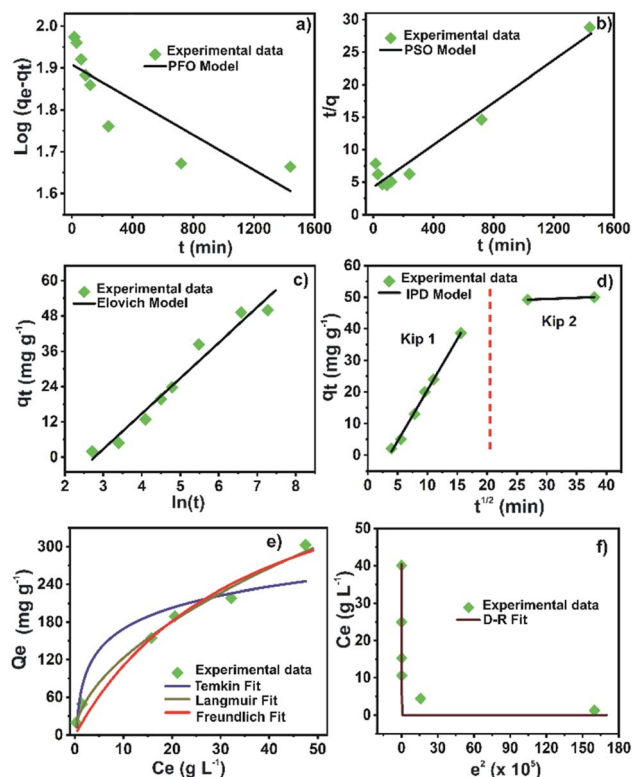 a)
Experimental data
PFO Model
Log (qe-qt)
2.0
1.9
1.8
1.7
1.6
0 400 800 1200 1600
t (min)
b)
Experimental data
PSO Model
t/q
30
25
20
15
10
5
0
0 400 800 1200 1600
t (min)
c)
Experimental data
Elovich Model
qt (mg g-1)
60
48
36
24
12
0
2 3 4 5 6 7 8
ln(t)
d)
Experimental data
IPD Model
Kip 1
Kip 2
qt (mg g-1)
60
50
40
30
20
10
0
0 5 10 15 20 25 30 35 40
t1/2 (min)
e)
Qe (mg g-1)
300
240
180
120
60
0
Experimental data
Temkin Fit
Langmuir Fit
Freundlich Fit
0 10 20 30 40 50
Ce (g L-1)
f)
Experimental data
D-R Fit
Ce (g L-1)
50
40
30
20
10
0
0 60 120 180
e2 (x 105)